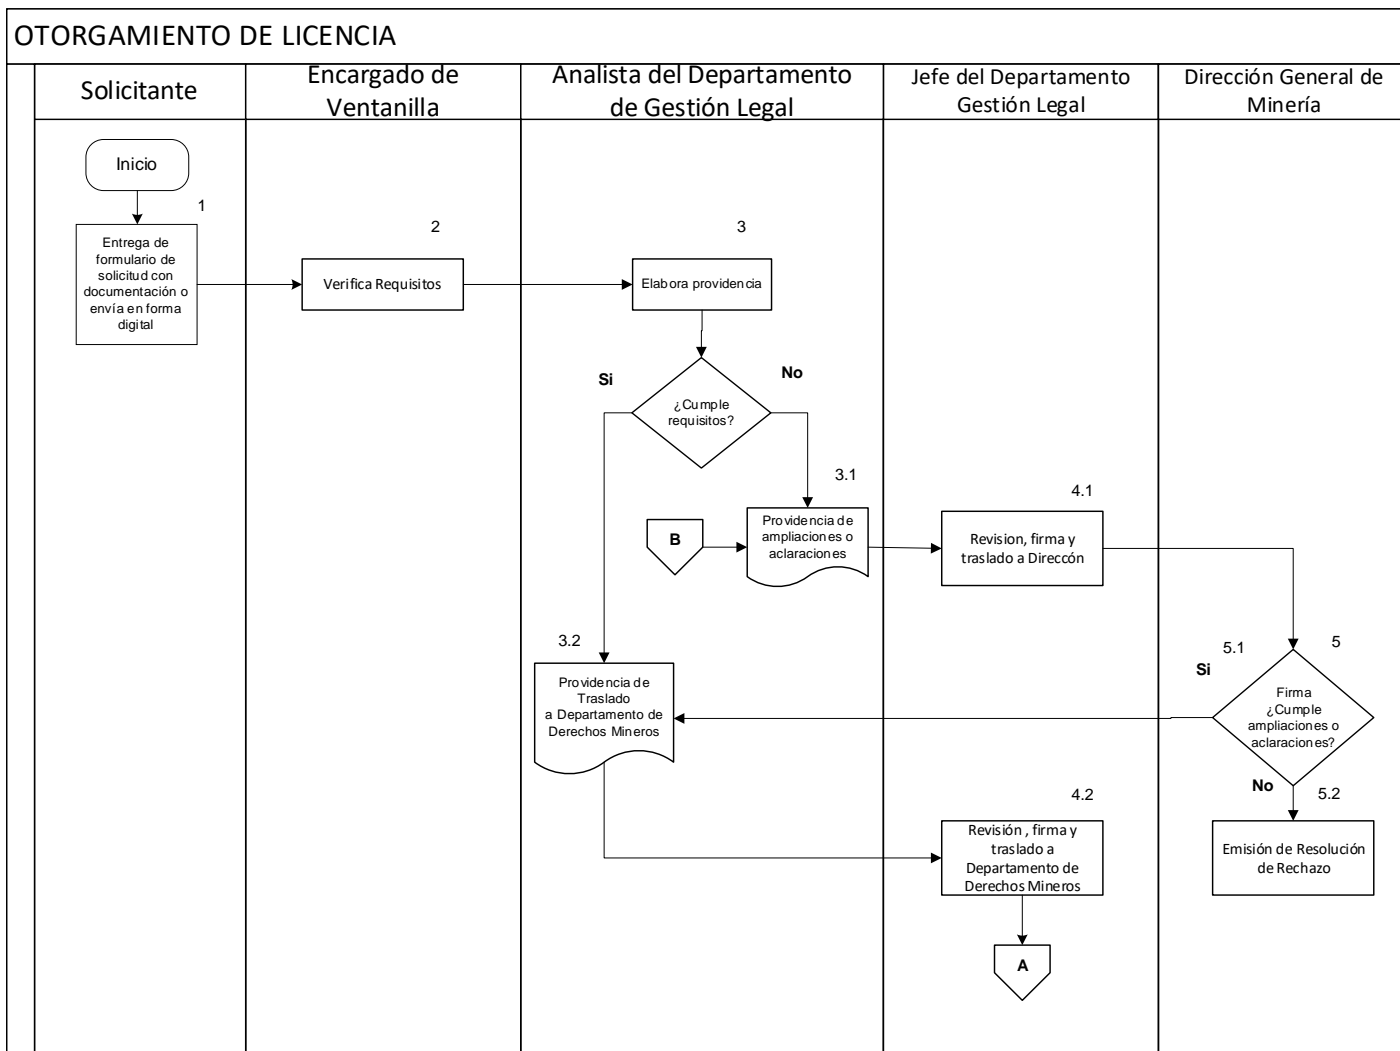 OTORGAMIENTO DE LICENCIA
Solicitante
Encargado de
Ventanilla
Analista del Departamento
de Gestión Legal
Jefe del Departamento
Gestión Legal
Dirección General de
Minería
Inicio
1
Entrega de
formulario de
solicitud con
documentación o
envía en forma
digital
2
Verifica Requisitos
3
Elabora providencia
Si
No
¿Cumple
requisitos?
3.1
Providencia de
ampliaciones o
aclaraciones
B
4.1
Revision, firma y
traslado a Direccón
3.2
Providencia de
Traslado
a Departamento de
Derechos Mineros
5.1
5
Si
Firma
¿Cumple
ampliaciones o
aclaraciones?
No
5.2
Emisión de Resolución
de Rechazo
4.2
Revisión , firma y
traslado a
Departamento de
Derechos Mineros
A